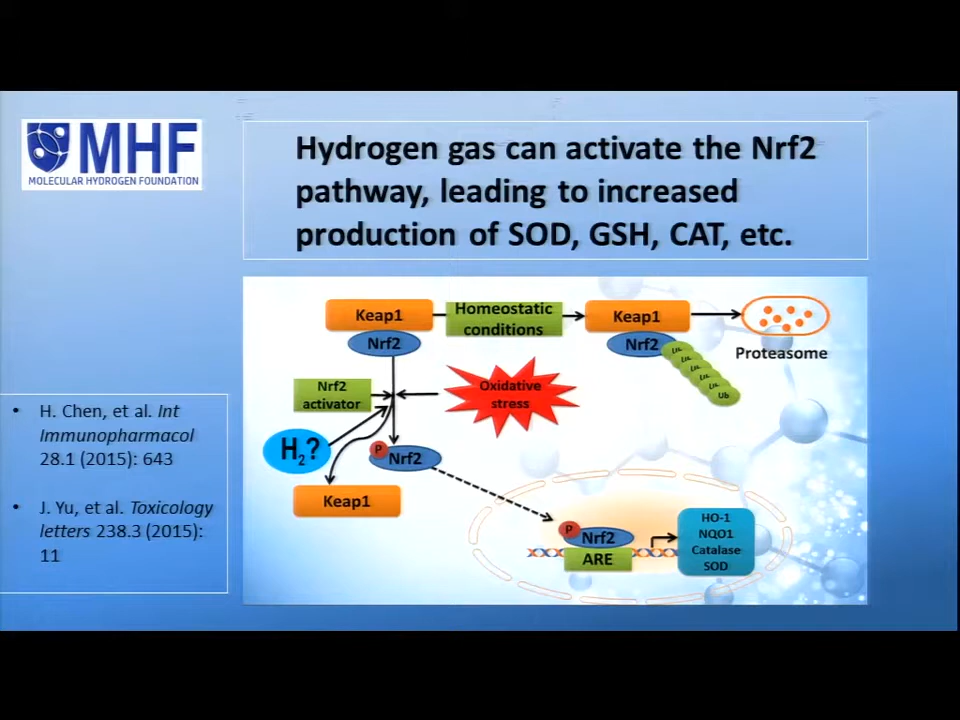 MHF
MOLECULAR HYDROGEN FOUNDATION
Hydrogen gas can activate the Nrf2
pathway, leading to increased
production of SOD, GSH, CAT, etc.
• H. Chen, et al. Int
Immunopharmacol
28.1 (2015): 643
• J. Yu, et al. Toxicology
letters 238.3 (2015):
11
Keap1
Nrf2
Homeostatic
conditions
Keap1
Nrf2
Ub
Ub
Ub
Ub
Ub
Proteasome
Nrf2
activator
Oxidative
stress
H₂?
P
Nrf2
Keap1
P
Nrf2
ARE
HO-1
NQO1
Catalase
SOD